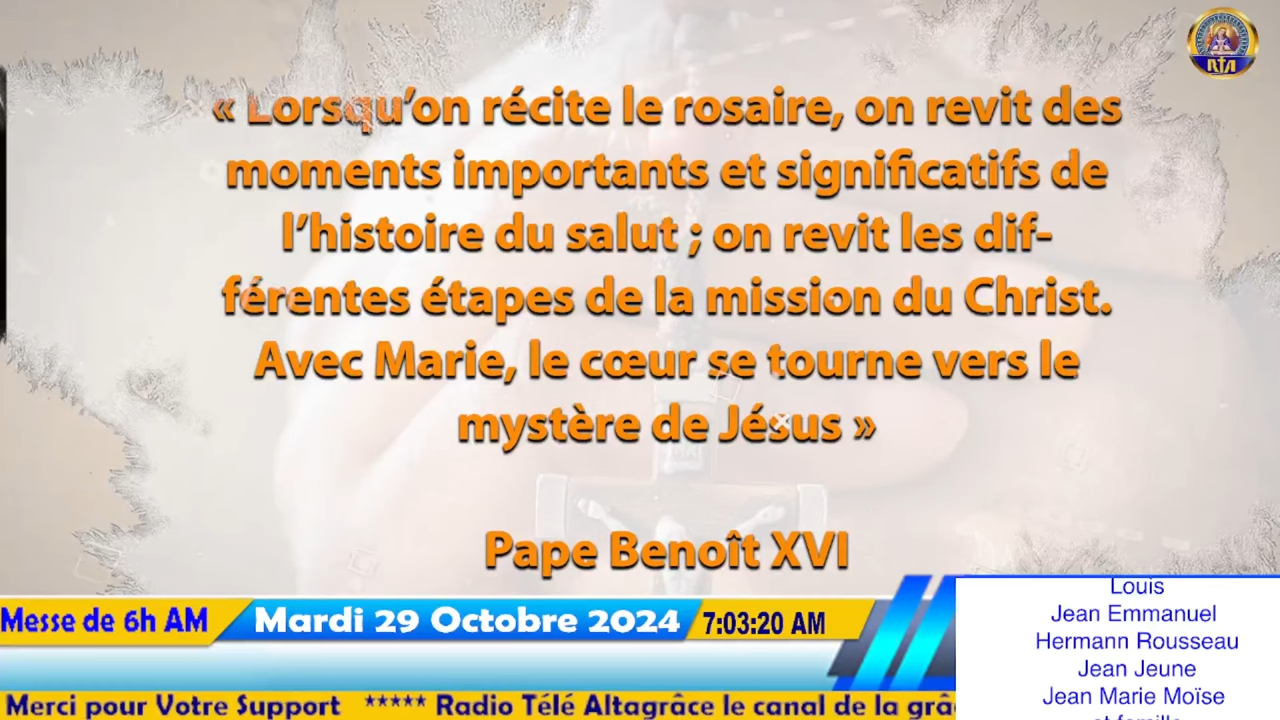 RTA
« Lorsqu’on récite le rosaire, on revit des
moments importants et significatifs de
l’histoire du salut ; on revit les dif-
férentes étapes de la mission du Christ.
Avec Marie, le cœur se tourne vers le
mystère de Jésus »
Pape Benoît XVI
Messe de 6h AM
Mardi 29 Octobre 2024
7:03:20 AM
Louis
Jean Emmanuel
Hermann Rousseau
Jean Jeune
Jean Marie Moïse
et famille
Merci pour Votre Support ***** Radio Télé Altagrâce le canal de la grâ